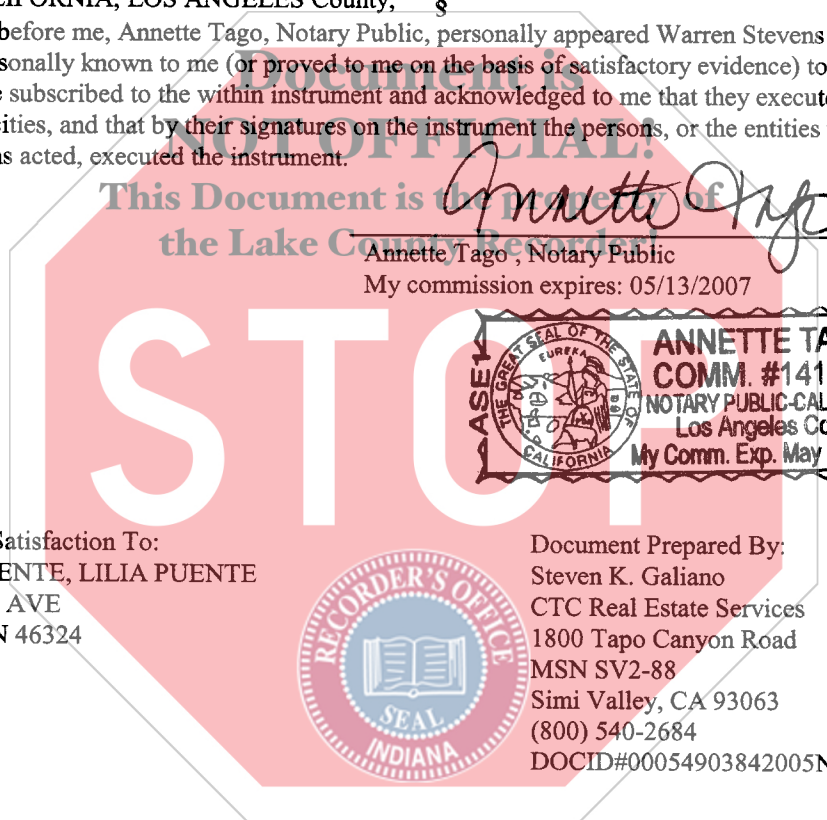 LIFORNIA, LOS ANGELES County, §
before me, Annette Tago, Notary Public, personally appeared Warren Stevens
sonally known to me (or proved to me on the basis of satisfactory evidence) to
e subscribed to the within instrument and acknowledged to me that they execut
ities, and that by their signatures on the instrument the persons, or the entities
s acted, executed the instrument.
Document is
NOT OFFICIAL!
This Document is the property of
the Lake County Recorder!
Annette Tago
Annette Tago , Notary Public
My commission expires: 05/13/2007
ASE1
THE GREAT SEAL OF THE STATE OF CALIFORNIA
EUREKA
ANNETTE TA
COMM. #141
NOTARY PUBLIC-CAL
Los Angeles Co
My Comm. Exp. May
STOP
Satisfaction To:
ENTE, LILIA PUENTE
AVE
N 46324
Document Prepared By:
Steven K. Galiano
CTC Real Estate Services
1800 Tapo Canyon Road
MSN SV2-88
Simi Valley, CA 93063
(800) 540-2684
DOCID#00054903842005N
RECORDER'S OFFICE
SEAL
INDIANA